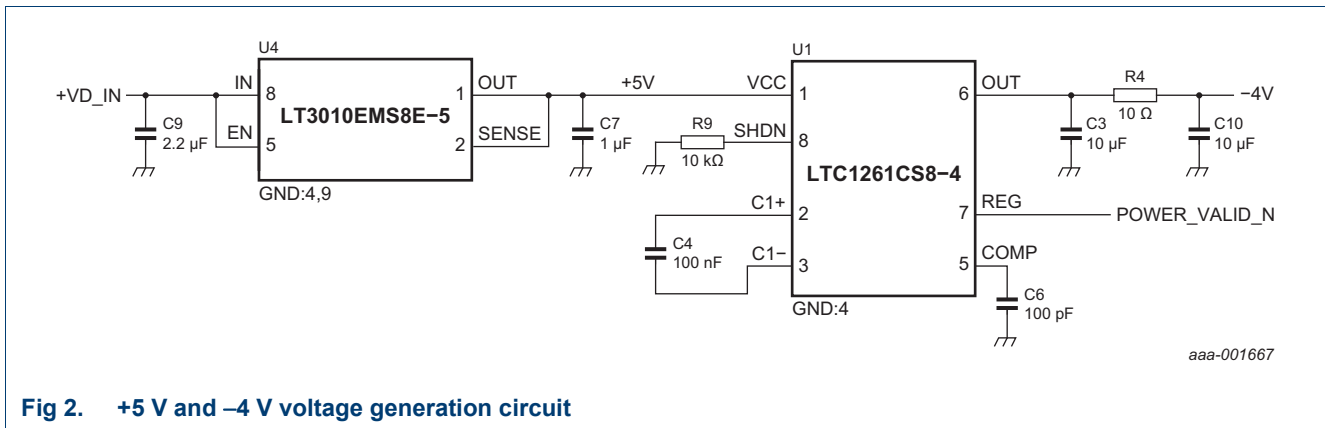 U4
U1
+VD_IN
IN
8
EN
5
LT3010EMS8E−5
1
OUT
2
SENSE
GND:4,9
C9
2.2 μF
+5V
C7
1 μF
VCC
1
R9
10 kΩ
SHDN
8
LTC1261CS8−4
C1+
2
C4
100 nF
C1−
3
GND:4
6
OUT
R4
10 Ω
−4V
C3
10 μF
C10
10 μF
7
REG
POWER_VALID_N
5
COMP
C6
100 pF
aaa-001667
Fig 2. +5 V and –4 V voltage generation circuit